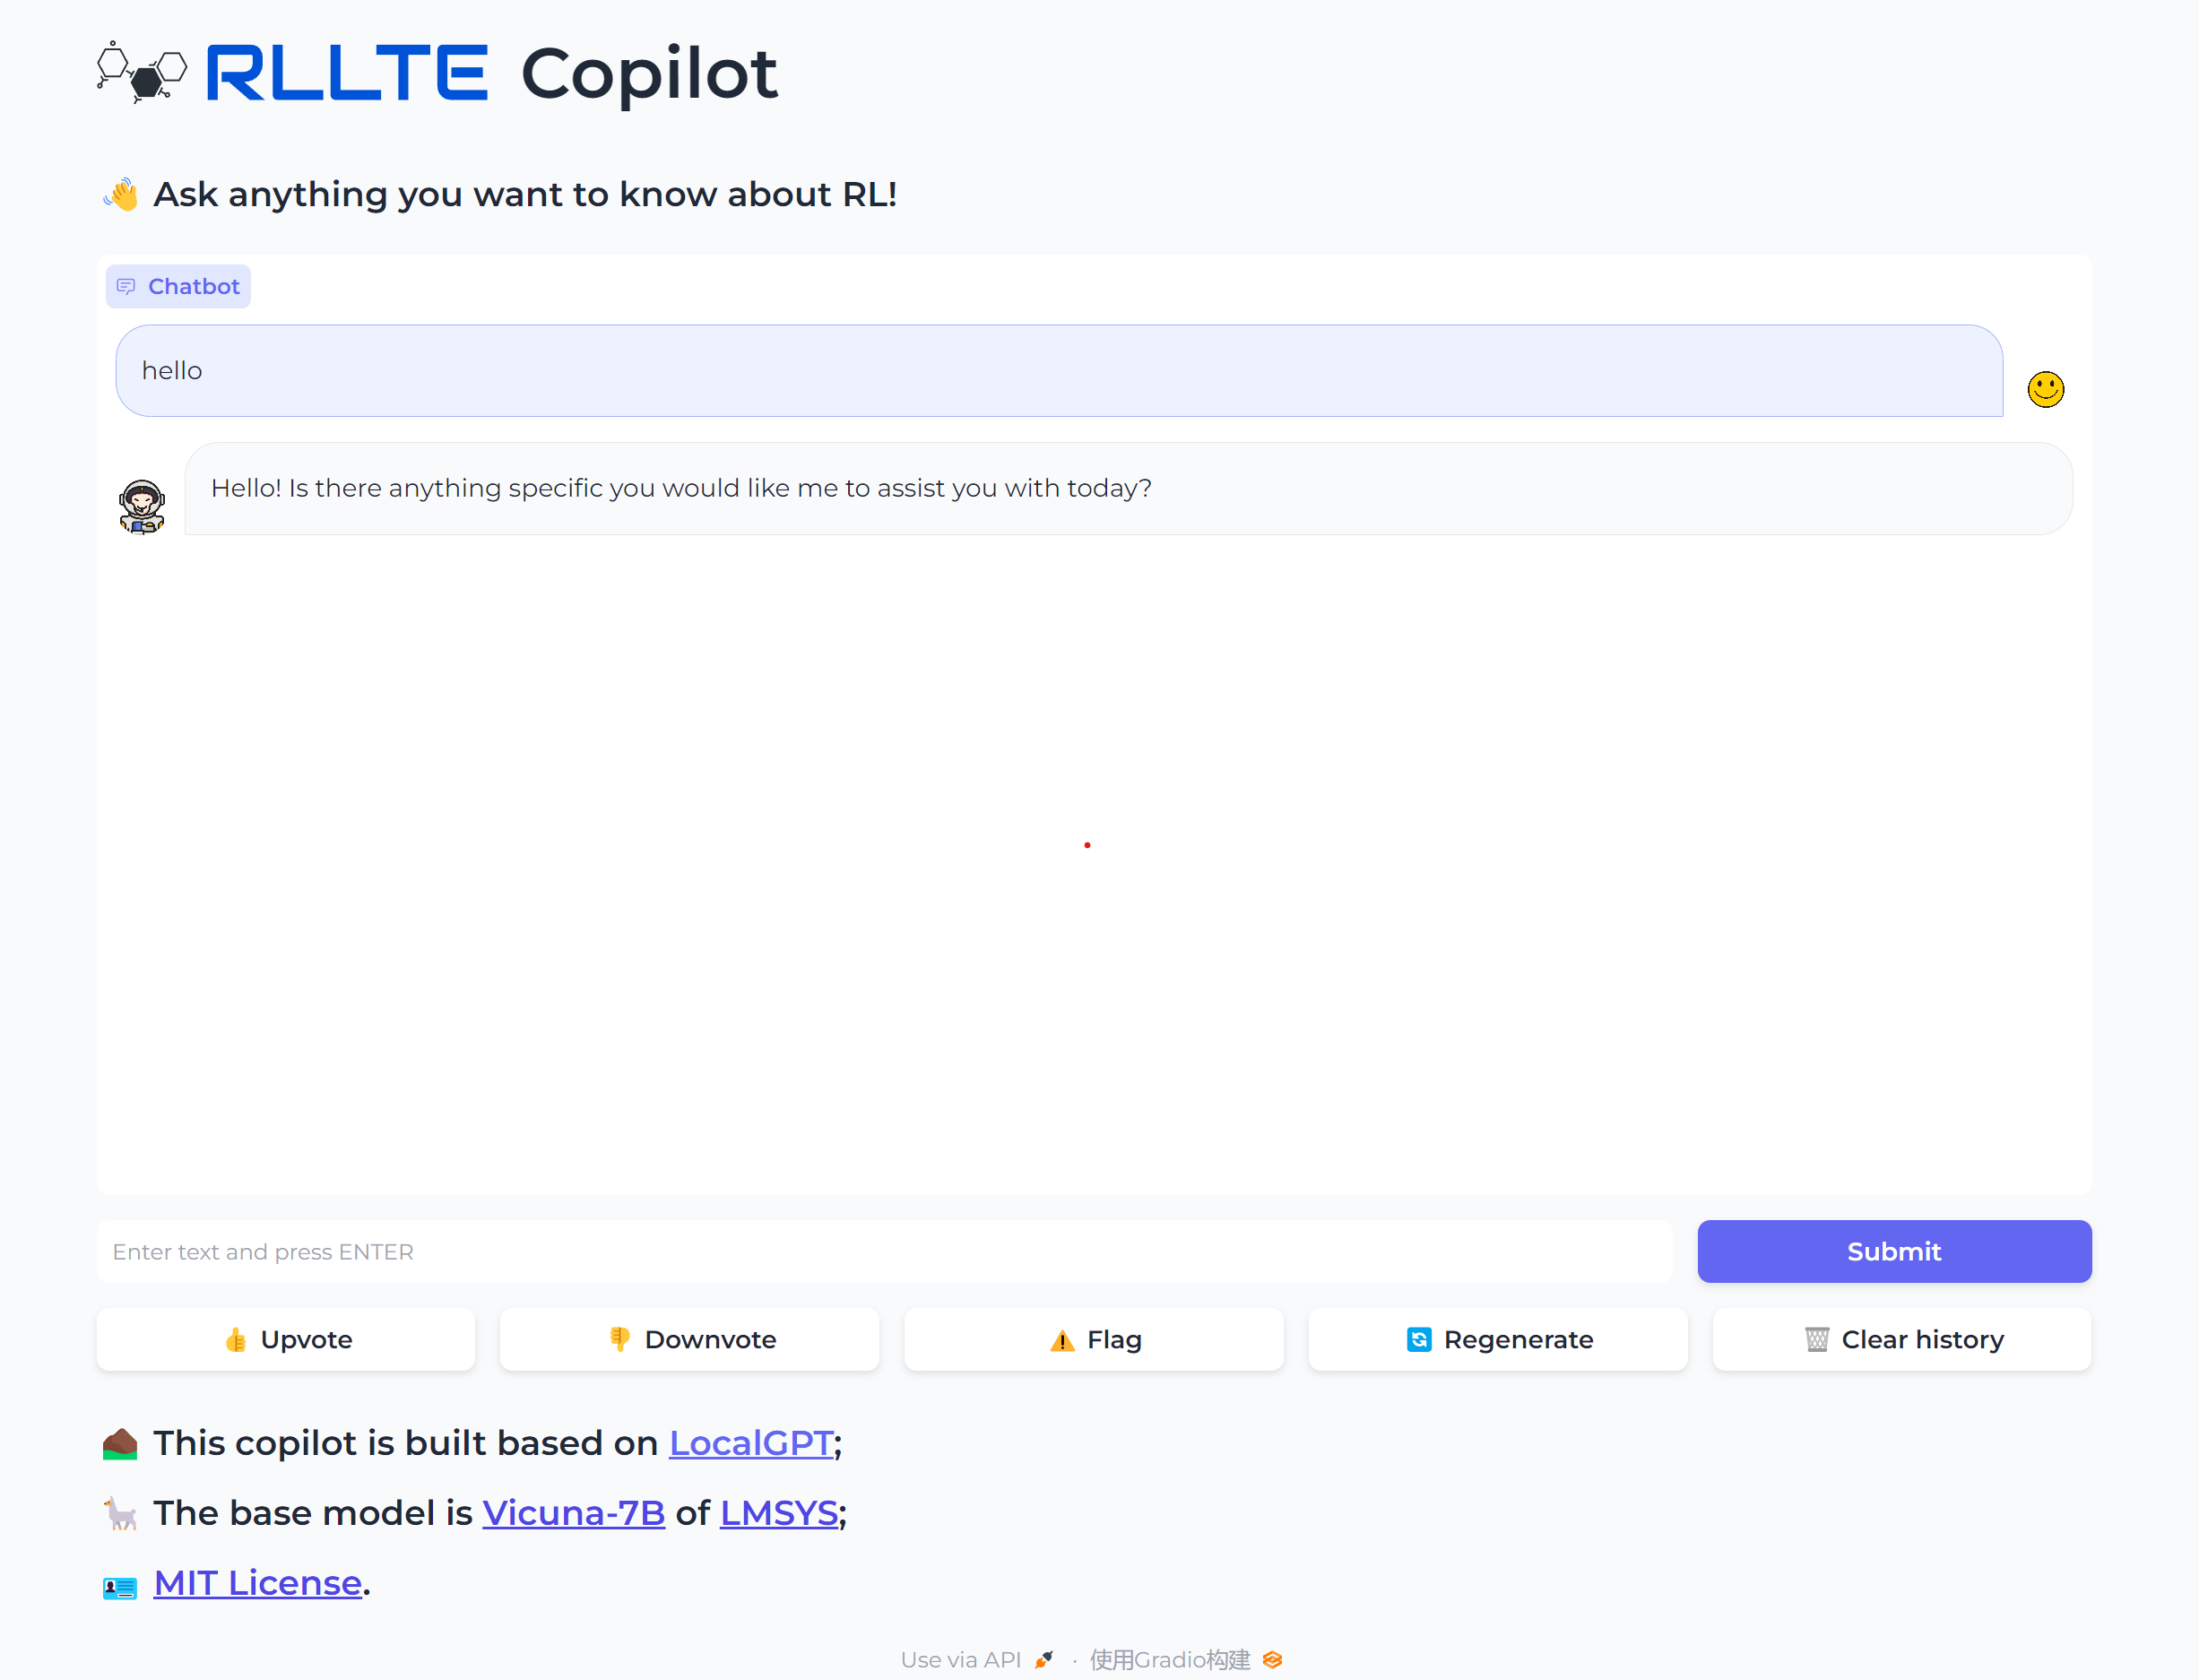 RLLTE Copilot
👋 Ask anything you want to know about RL!
Chatbot
hello
Hello! Is there anything specific you would like me to assist you with today?
Enter text and press ENTER
Submit
👍 Upvote
👎 Downvote
⚠️ Flag
🔄 Regenerate
🗑️ Clear history
This copilot is built based on LocalGPT;
The base model is Vicuna-7B of LMSYS;
MIT License.
Use via API · 使用Gradio构建